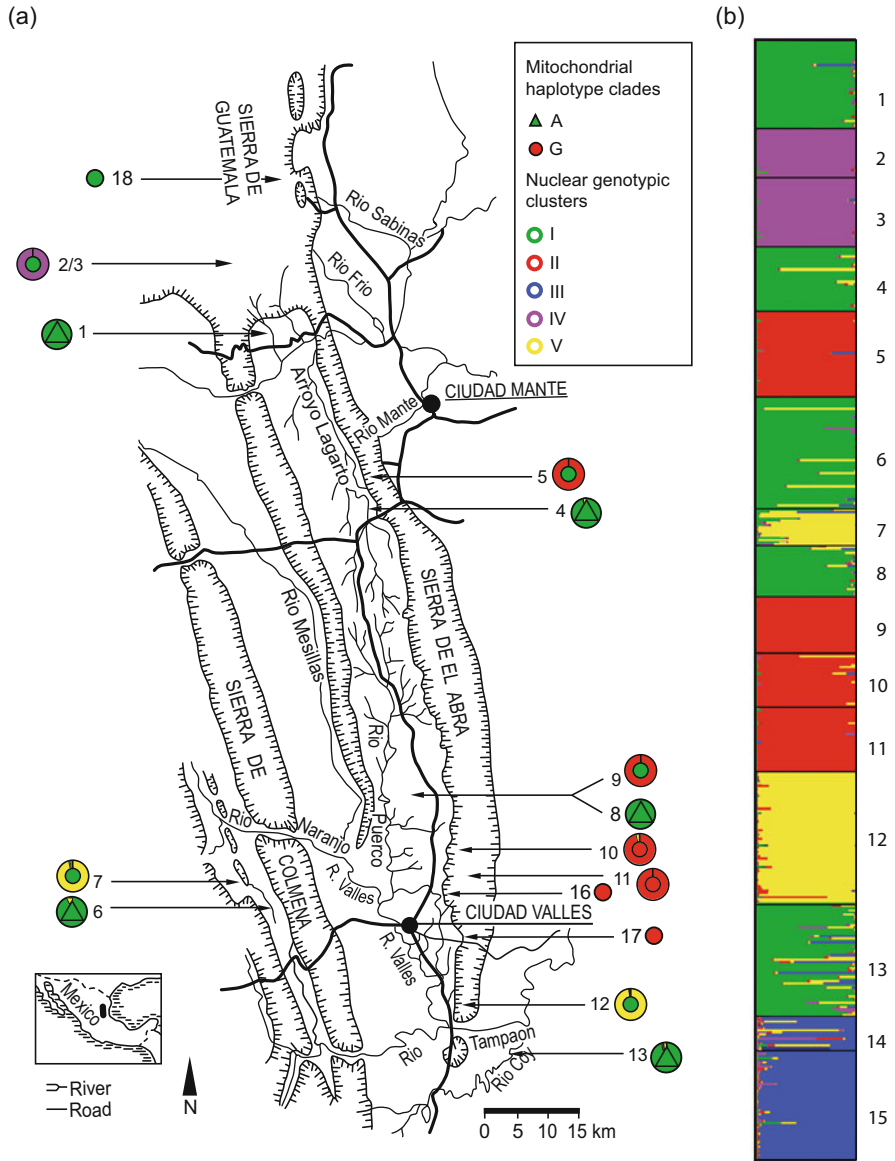 (a)
(b)
Mitochondrial
haplotype clades
A
G
Nuclear genotypic
clusters
I
II
III
IV
V
SIERRA DE
GUATEMALA
18
Rio Sabinas
2/3
Rio Frio
1
Arroyo Lagarto
CIUDAD MANTE
Rio Mante
5
4
Rio Mesillas
SIERRA DE EL ABRA
SIERRA DE
Rio
Puerco
9
8
Rio
Naranjo
10
COLMENA
R. Valles
11
7
16
6
CIUDAD VALLES
17
R. Valles
12
Mexico
Rio
Tampaon
13
Rio Coy
River
Road
N
0 5 10 15 km
1
2
3
4
5
6
7
8
9
10
11
12
13
14
15